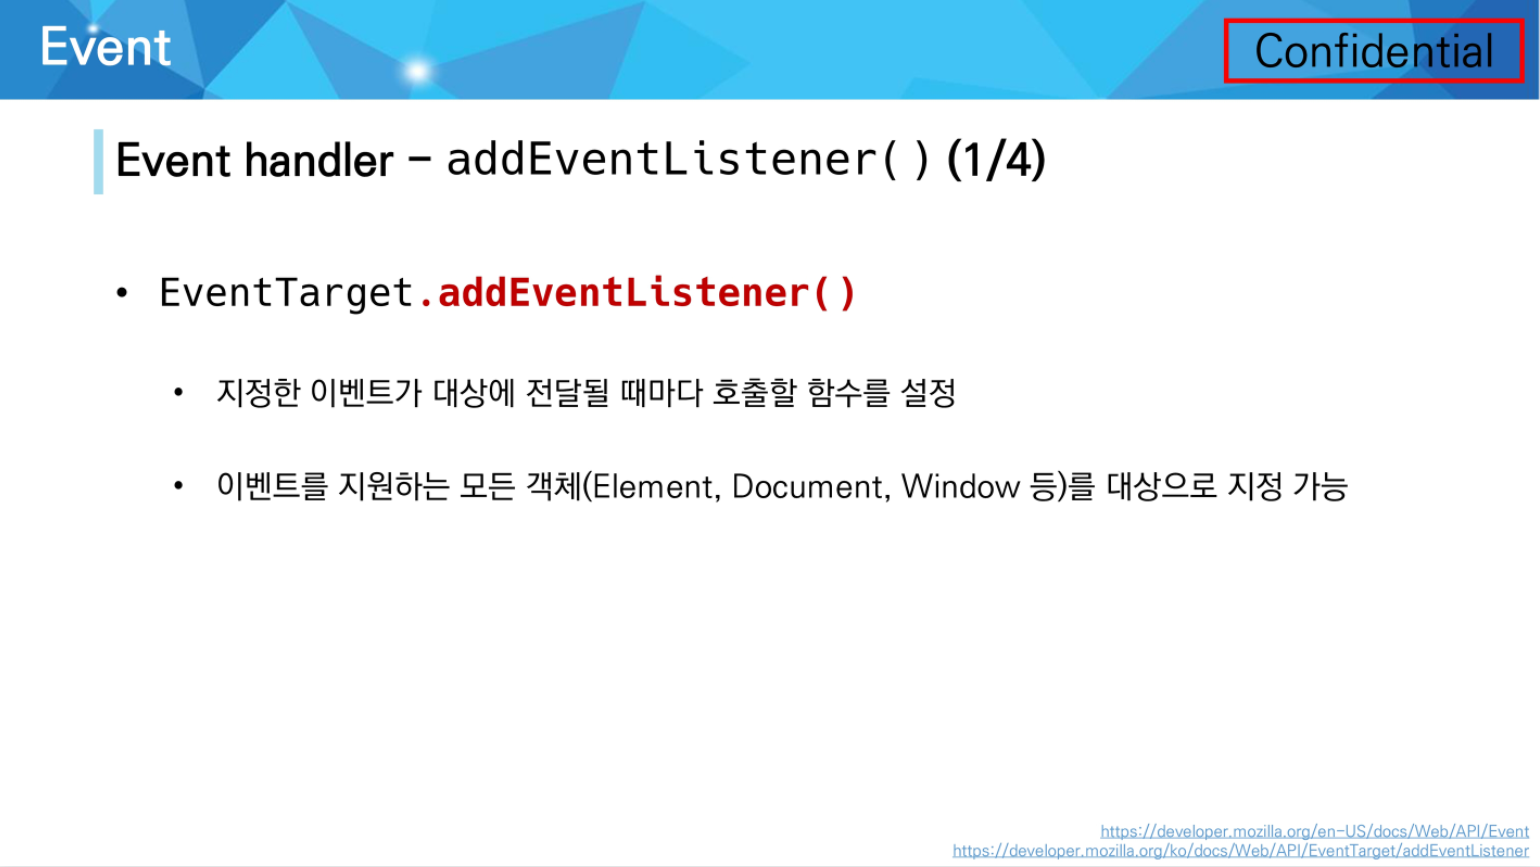 Event
Confidential
Event handler - addEventListener() (1/4)
• EventTarget.addEventListener()
• 지정한 이벤트가 대상에 전달될 때마다 호출할 함수를 설정
• 이벤트를 지원하는 모든 객체(Element, Document, Window 등)를 대상으로 지정 가능
https://developer.mozilla.org/en-US/docs/Web/API/Event
https://developer.mozilla.org/ko/docs/Web/API/EventTarget/addEventListener